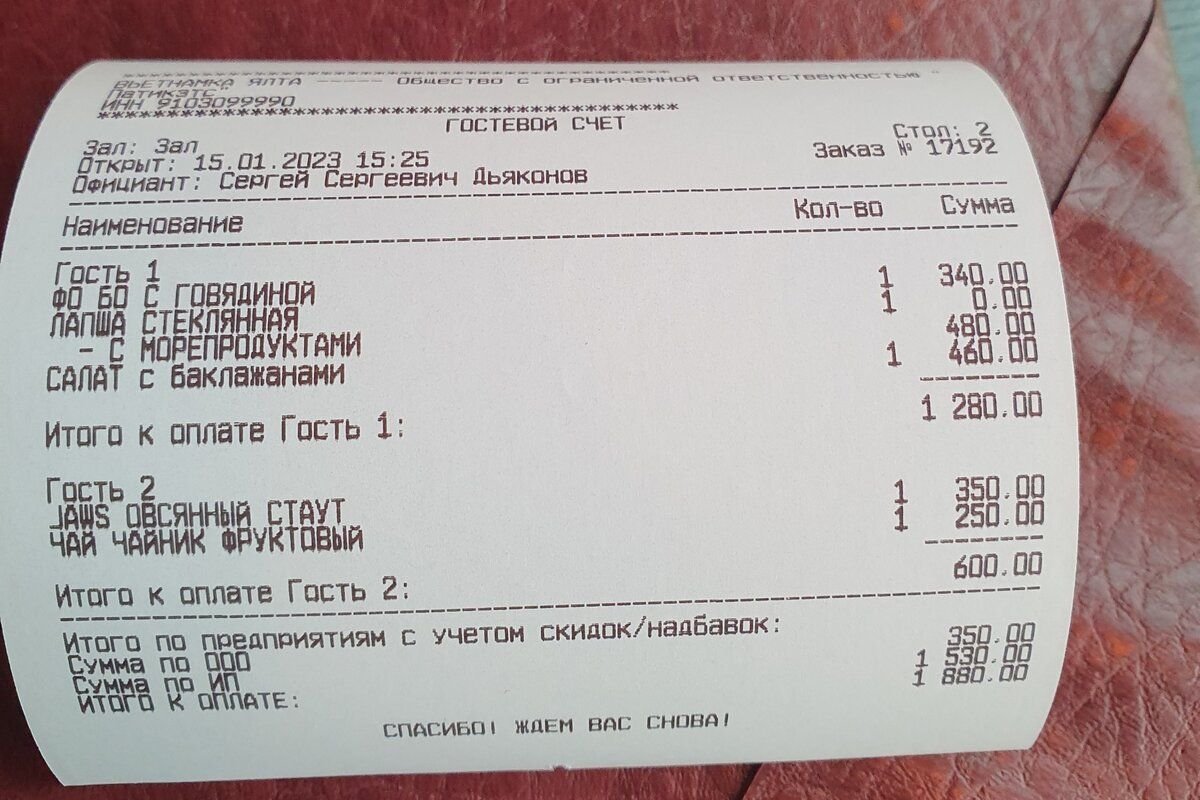 ****************************************
ВЬЕТНАМКА ЯЛТА ----- Общество с ограниченной ответственностью "
ИНН 9103099990
****************************************
ГОСТЕВОЙ СЧЕТ
Зал: Зал Стол: 2
Открыт: 15.01.2023 15:25 Заказ № 17192
Официант: Сергей Сергеевич Дьяконов
Наименование Кол-во Сумма
Гость 1
ФО БО С ГОВЯДИНОЙ 1 340.00
ЛАПША СТЕКЛЯННАЯ 1 0.00
- С МОРЕПРОДУКТАМИ 480.00
САЛАТ с баклажанами 1 460.00
Итого к оплате Гость 1: 1 280.00
Гость 2
JAWS ОВСЯННЫЙ СТАУТ 1 350.00
ЧАЙ ЧАЙНИК ФРУКТОВЫЙ 1 250.00
Итого к оплате Гость 2: 600.00
Итого по предприятиям с учетом скидок/надбавок:
Сумма по ООО 350.00
Сумма по ИП 1 530.00
ИТОГО К ОПЛАТЕ: 1 880.00
СПАСИБО! ЖДЕМ ВАС СНОВА!